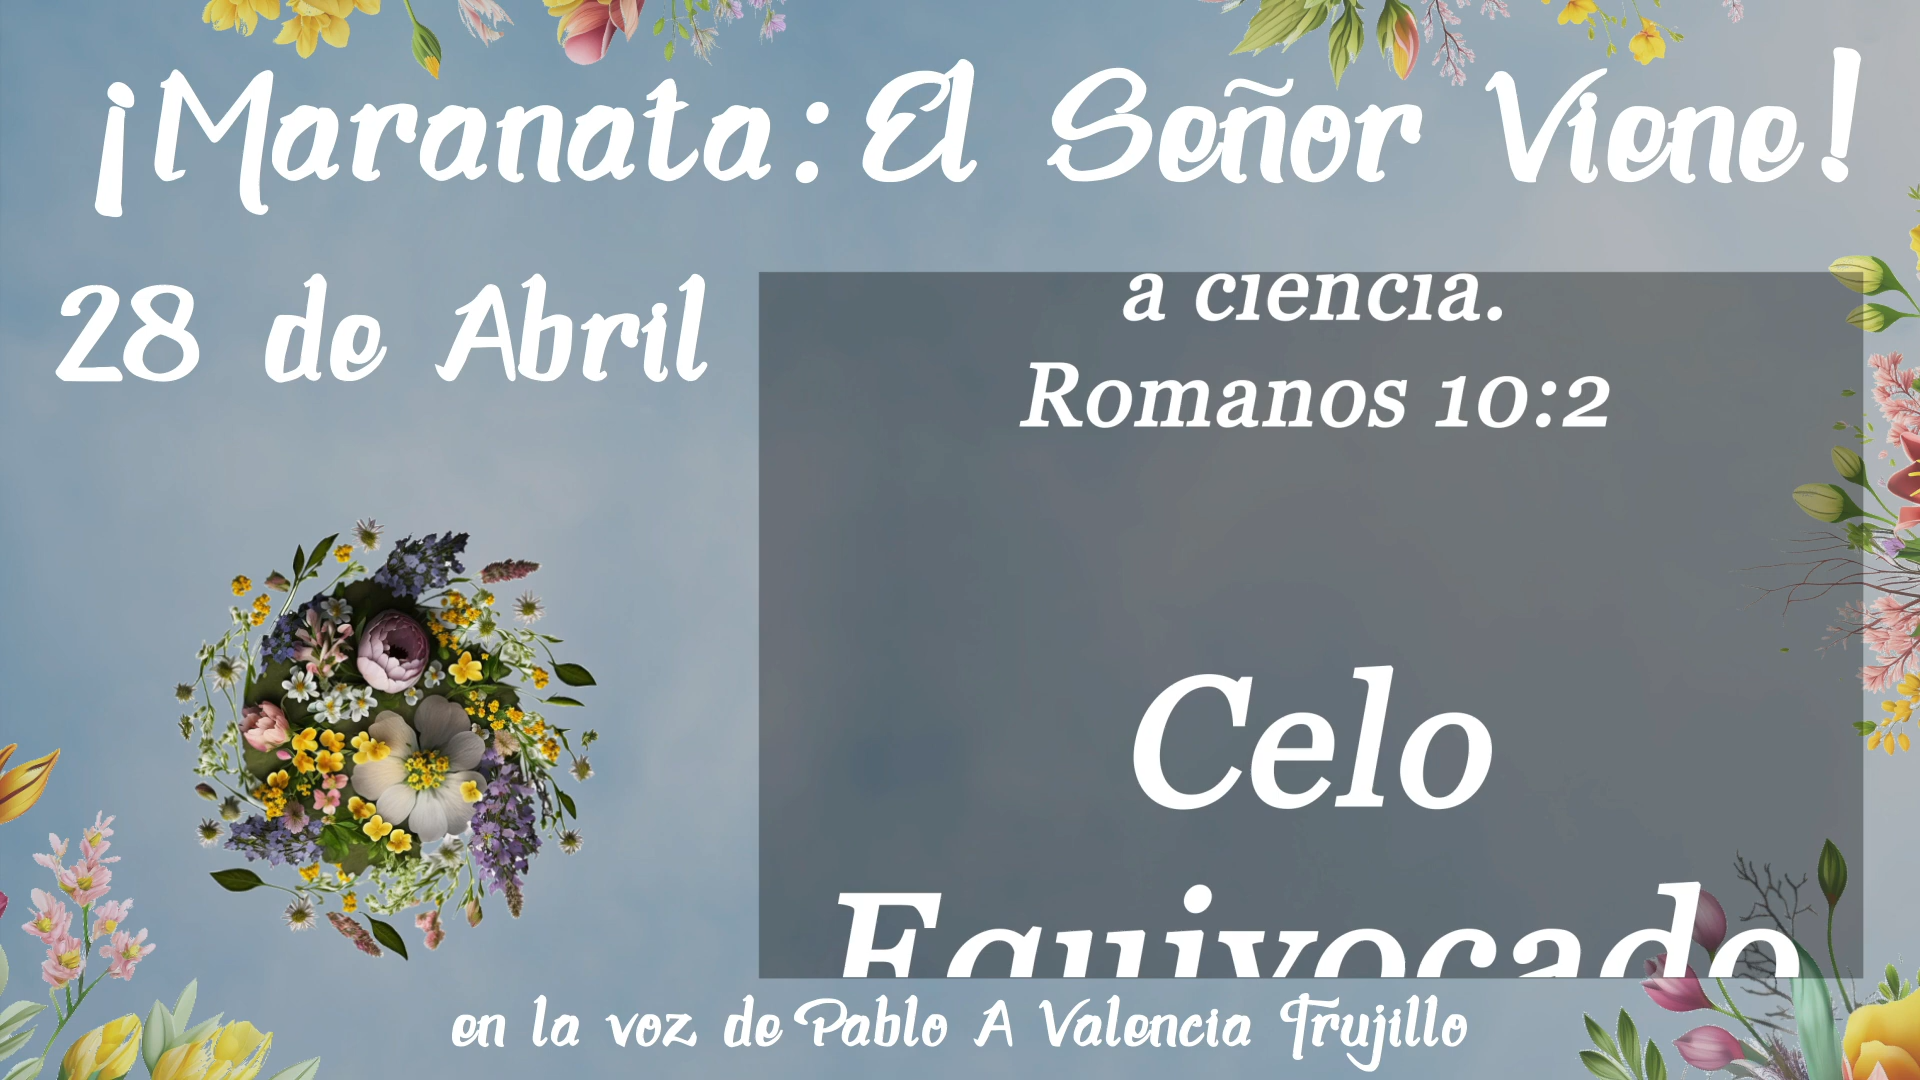 ¡Maranata: El Señor Viene!
28 de Abril
a ciencia.
Romanos 10:2
Celo
Equivocado
en la voz de Pablo A Valencia Trujillo